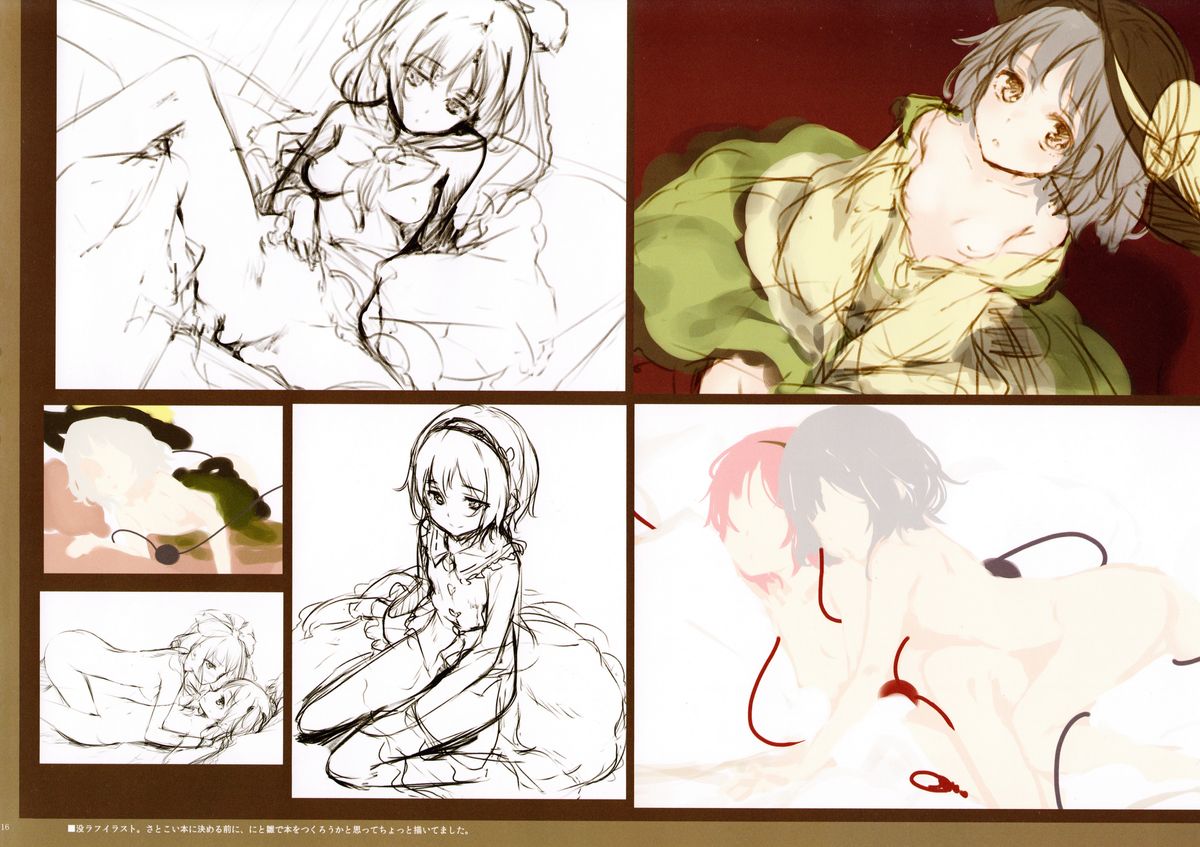 16
■没ラフイラスト。さとこい本に決める前に、にと雛で本をつくろうかと思ってちょっと描いてました。